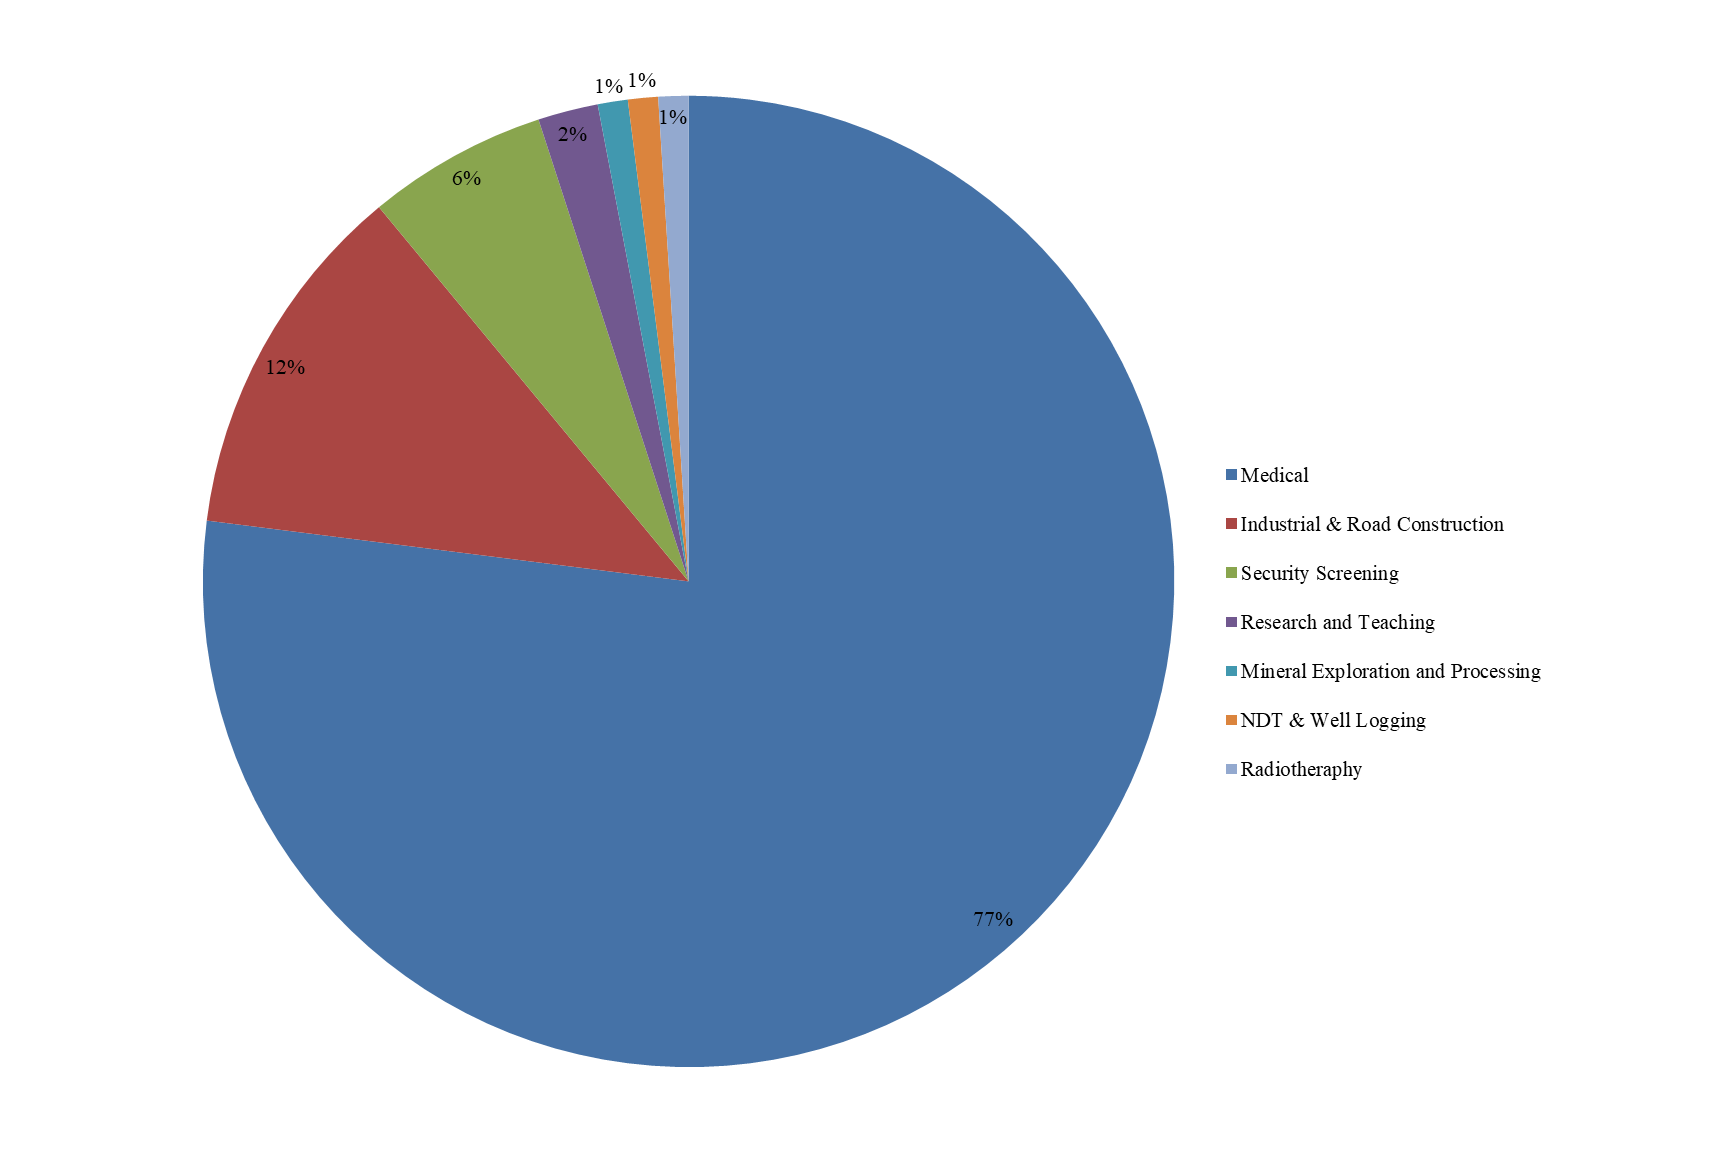 1%
1%
1%
2%
6%
12%
77%
Medical
Industrial & Road Construction
Security Screening
Research and Teaching
Mineral Exploration and Processing
NDT & Well Logging
Radiotheraphy